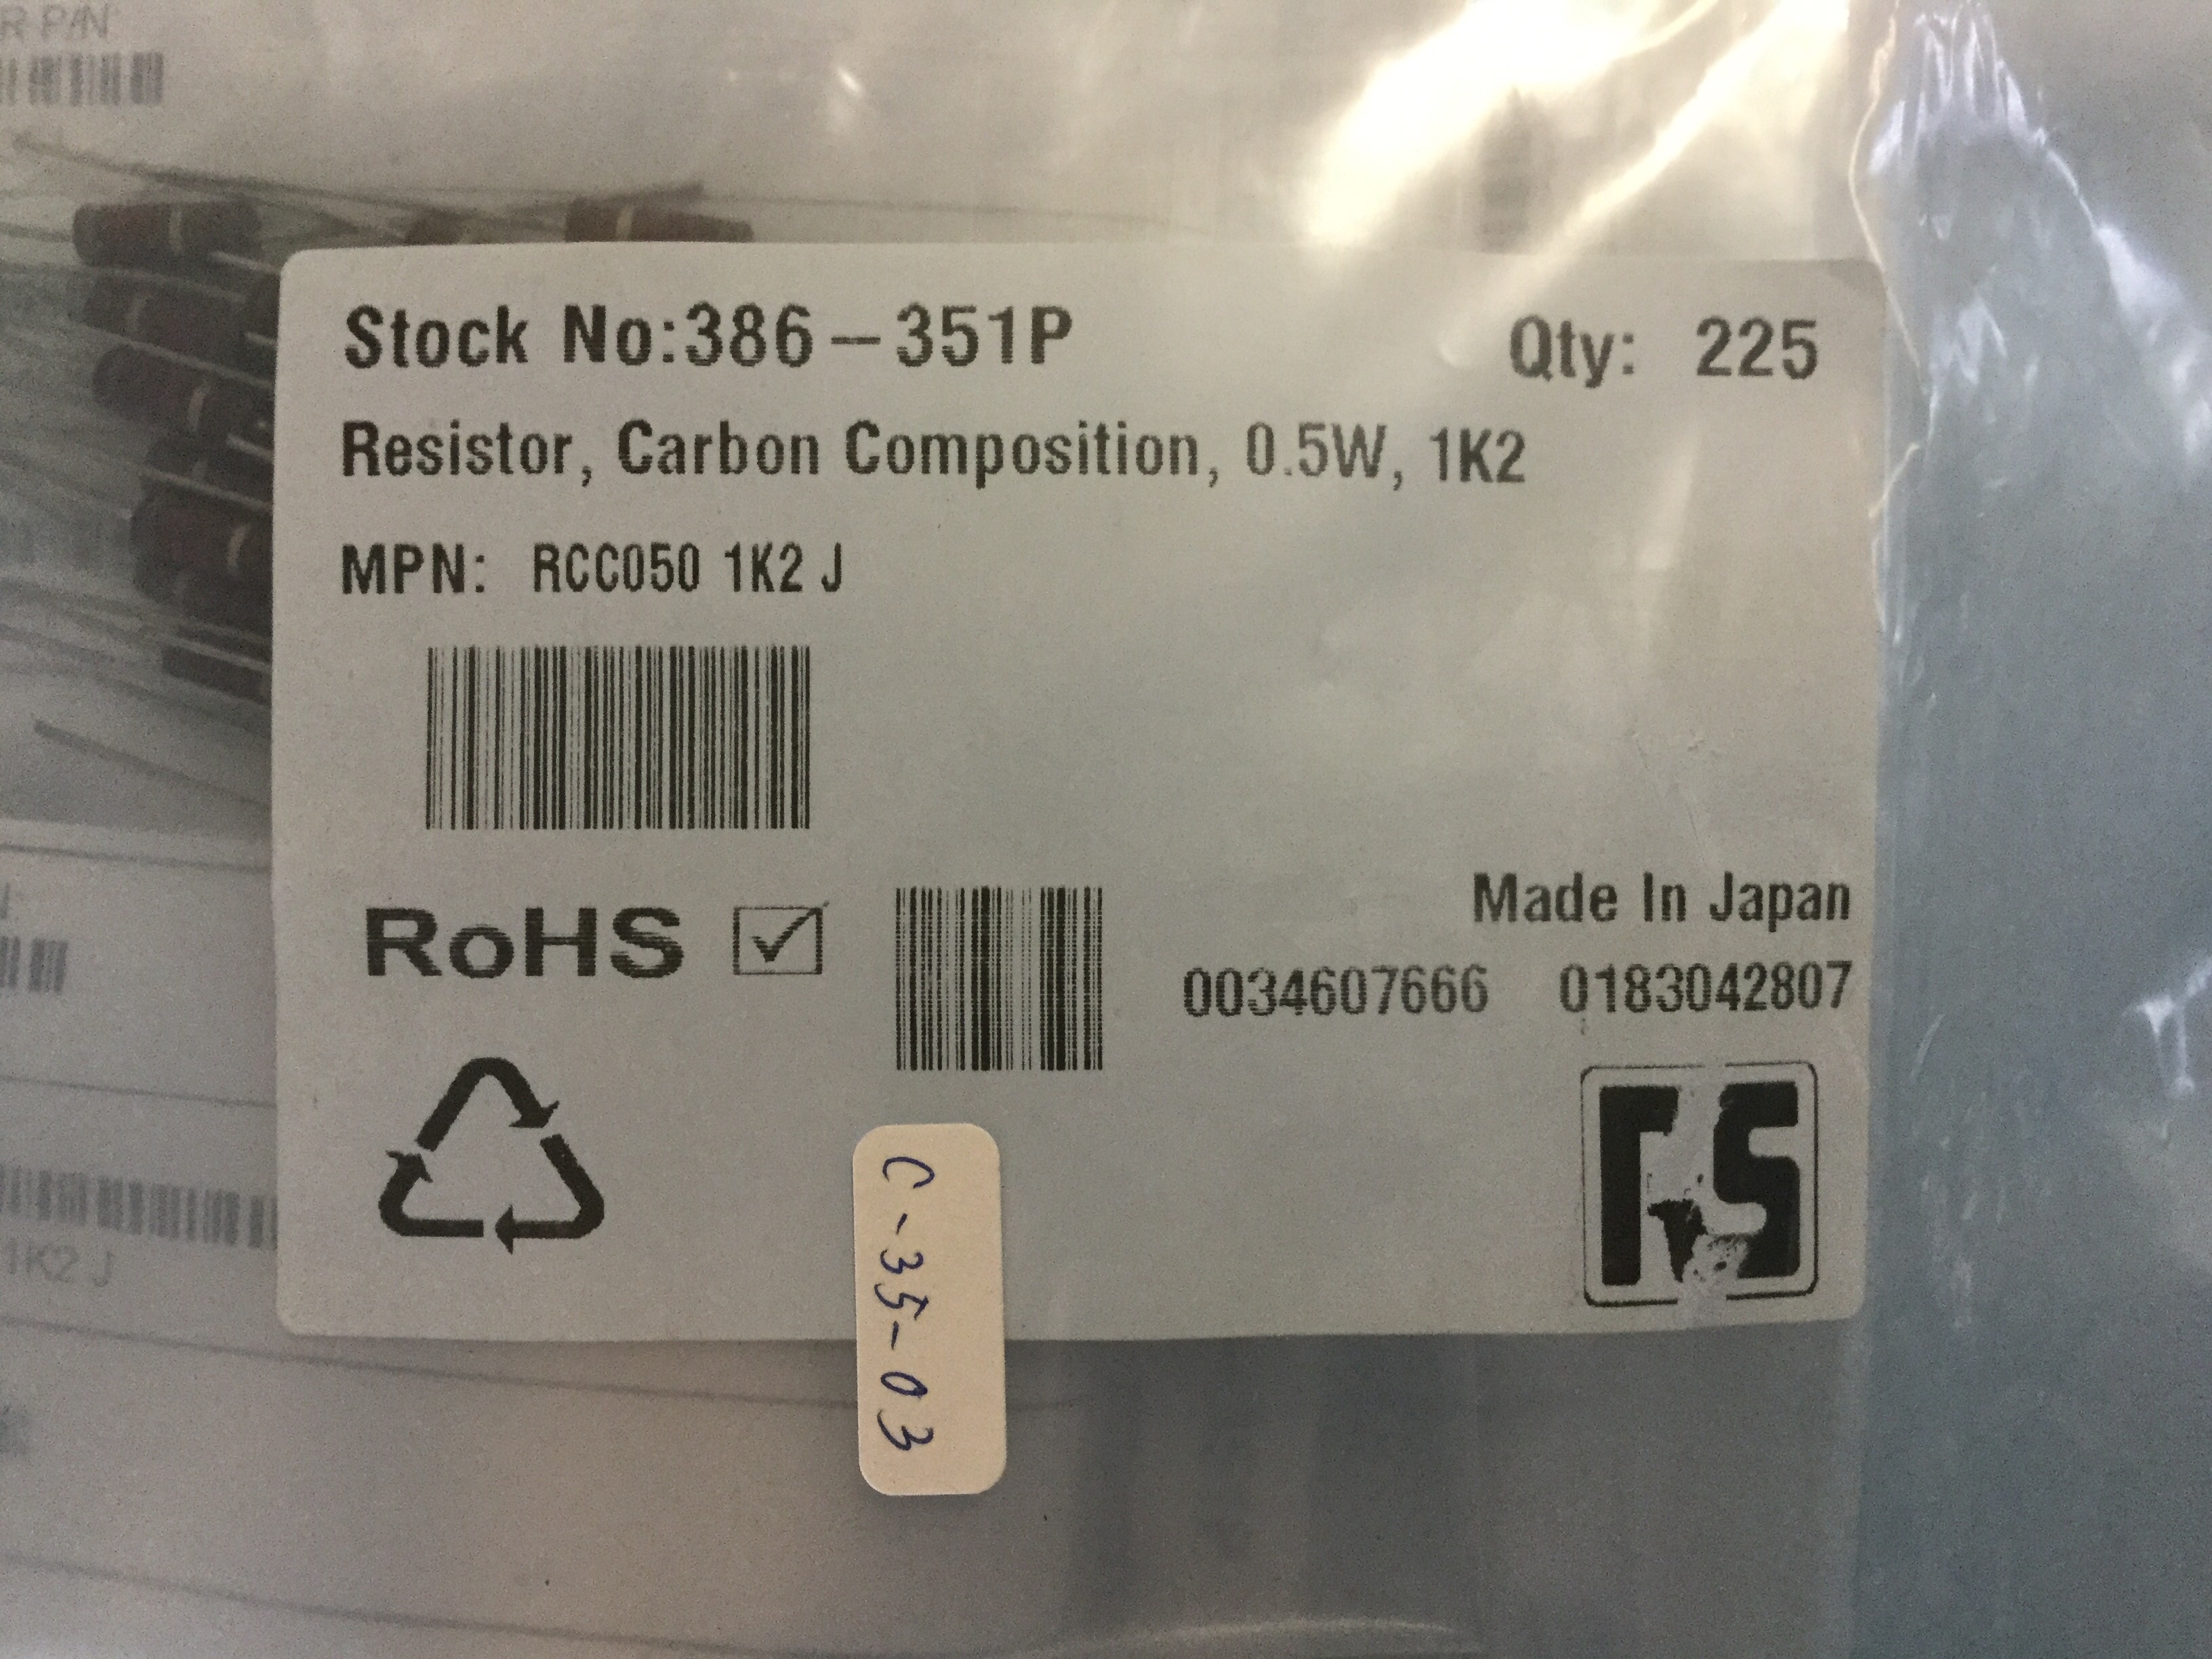 R P/N
Stock No:386-351P Qty: 225
Resistor, Carbon Composition, 0.5W, 1K2
MPN: RCC050 1K2 J
RoHS
Made In Japan
0034607666 0183042807
RS
1K2 J
C-35-03